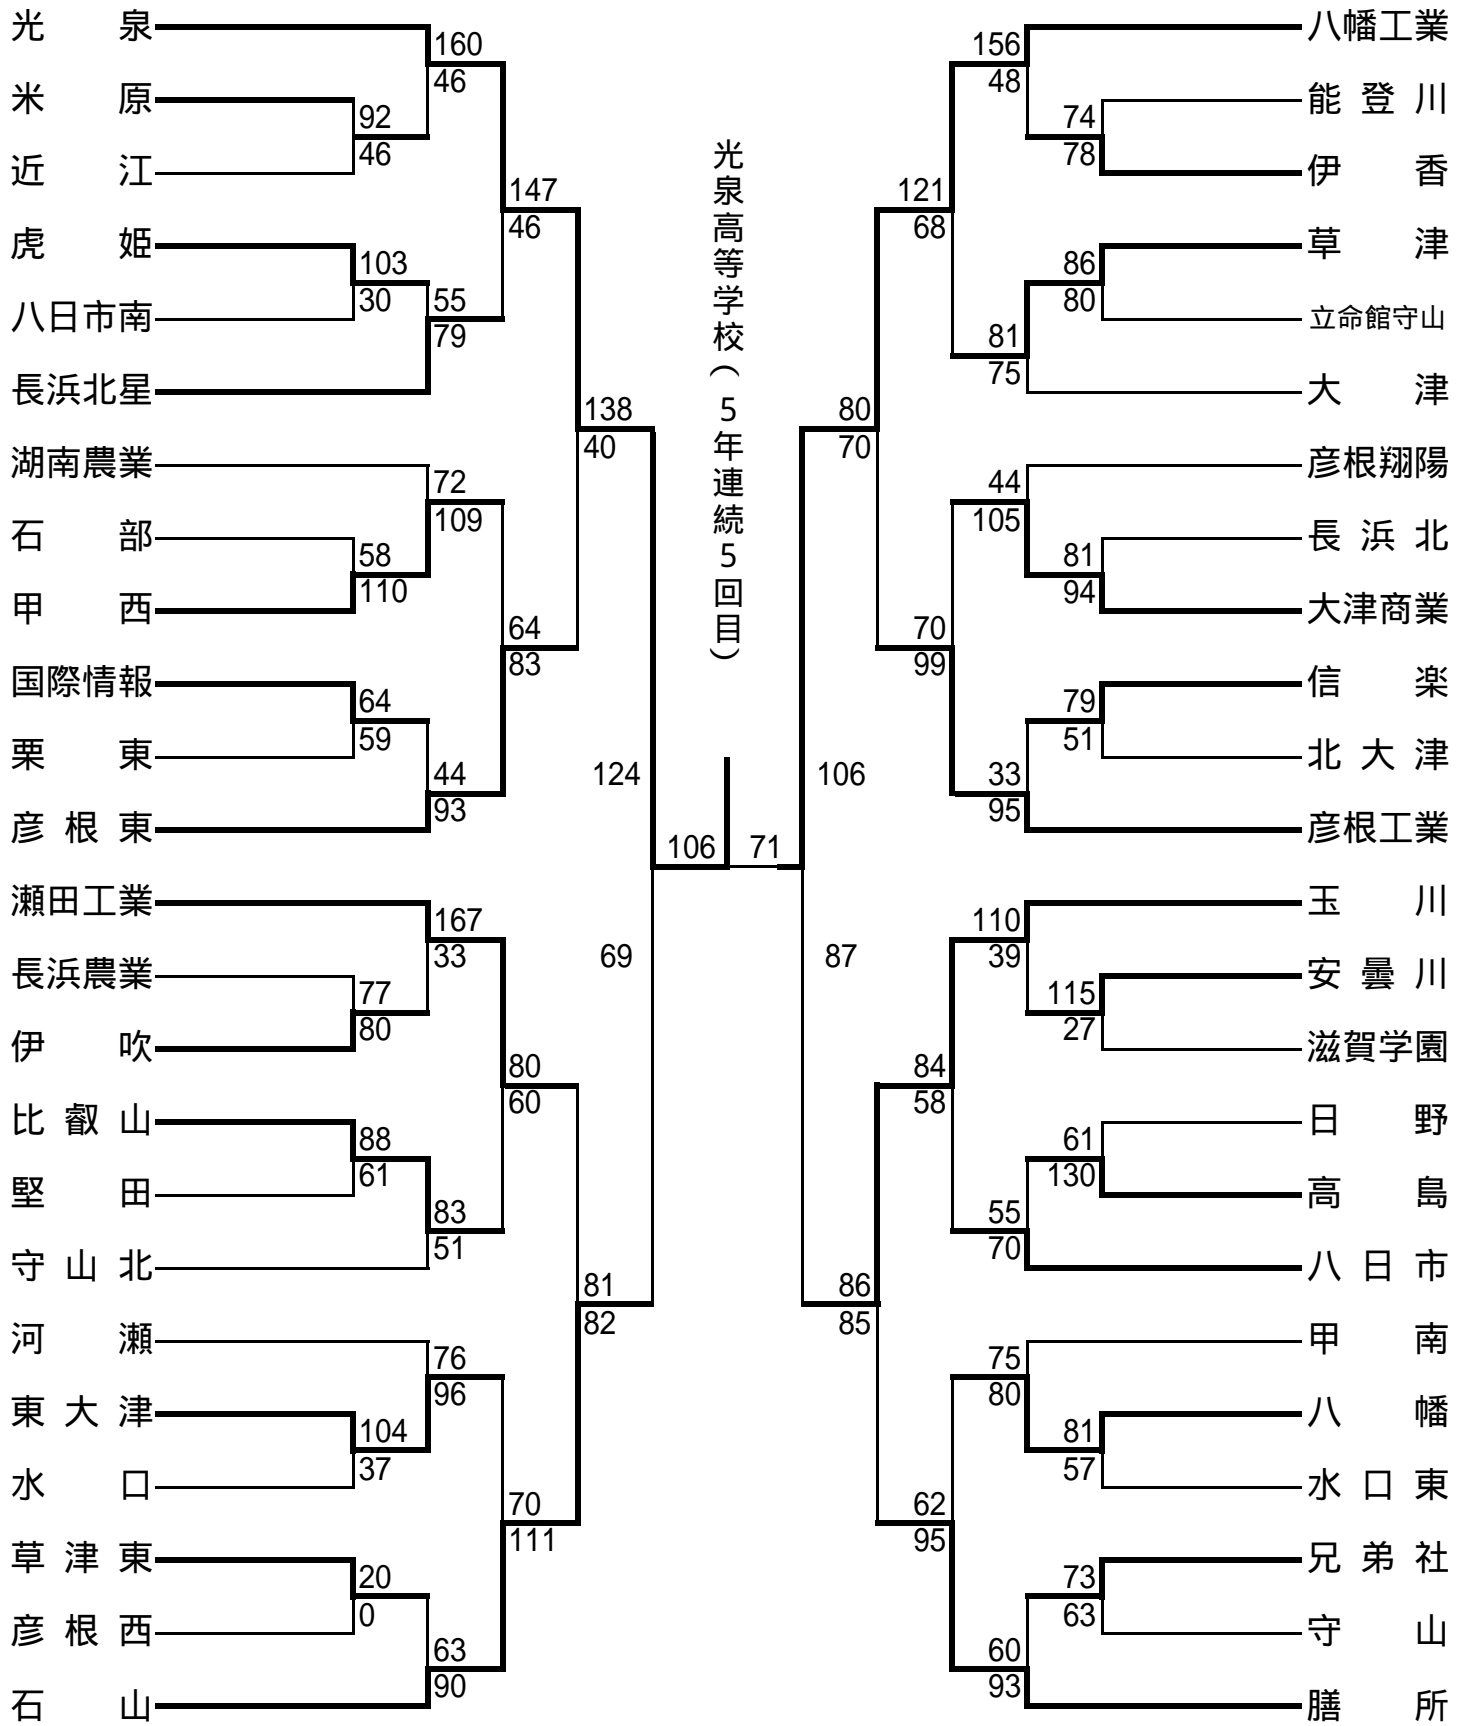 光泉
160
46
米原
92
46
近江
147
46
虎姫
103
30
八日市南
55
79
長浜北星
138
40
湖南農業
72
109
石部
58
110
甲西
64
83
国際情報
64
59
栗東
44
93
彦根東
124
瀬田工業
167
33
長浜農業
77
80
伊吹
69
80
60
比叡山
88
61
堅田
83
51
守山北
81
82
河瀬
76
96
東大津
104
37
水口
70
111
草津東
20
0
彦根西
63
90
石山
光泉高等学校(5年連続5回目)
106 71
八幡工業
156
48
能登川
74
78
伊香
121
68
草津
86
80
立命館守山
81
75
大津
80
70
彦根翔陽
44
105
長浜北
81
94
大津商業
70
99
信楽
79
51
北大津
33
95
彦根工業
106
玉川
110
39
安曇川
115
27
滋賀学園
87
84
58
日野
61
130
高島
55
70
八日市
86
85
甲南
75
80
八幡
81
57
水口東
62
95
兄弟社
73
63
守山
60
93
膳所